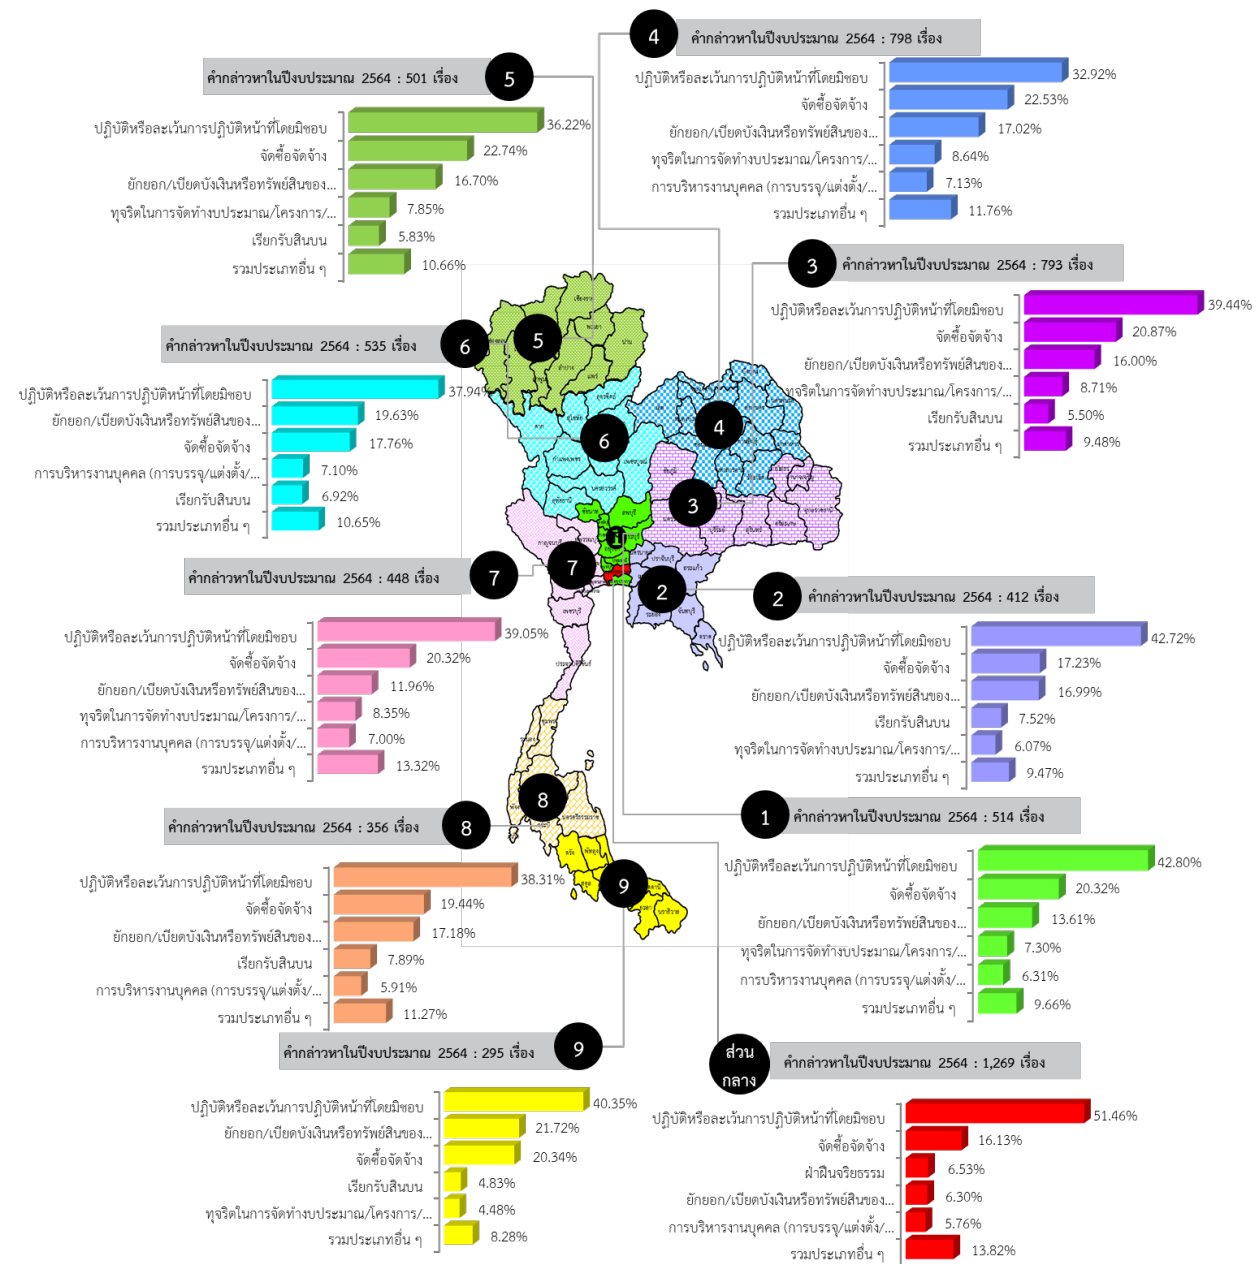 4
คำกล่าวหาในปีงบประมาณ 2564 : 798 เรื่อง
ปฏิบัติหรือละเว้นการปฏิบัติหน้าที่โดยมิชอบ
32.92%
จัดซื้อจัดจ้าง
22.53%
ยักยอก/เบียดบังเงินหรือทรัพย์สินของ...
17.02%
ทุจริตในการจัดทำงบประมาณ/โครงการ/...
8.64%
การบริหารงานบุคคล (การบรรจุ/แต่งตั้ง/...
7.13%
รวมประเภทอื่น ๆ
11.76%
คำกล่าวหาในปีงบประมาณ 2564 : 501 เรื่อง
5
ปฏิบัติหรือละเว้นการปฏิบัติหน้าที่โดยมิชอบ
36.22%
จัดซื้อจัดจ้าง
22.74%
ยักยอก/เบียดบังเงินหรือทรัพย์สินของ...
16.70%
ทุจริตในการจัดทำงบประมาณ/โครงการ/...
7.85%
เรียกรับสินบน
5.83%
รวมประเภทอื่น ๆ
10.66%
3
คำกล่าวหาในปีงบประมาณ 2564 : 793 เรื่อง
ปฏิบัติหรือละเว้นการปฏิบัติหน้าที่โดยมิชอบ
39.44%
จัดซื้อจัดจ้าง
20.87%
ยักยอก/เบียดบังเงินหรือทรัพย์สินของ...
16.00%
ทุจริตในการจัดทำงบประมาณ/โครงการ/...
8.71%
เรียกรับสินบน
5.50%
รวมประเภทอื่น ๆ
9.48%
คำกล่าวหาในปีงบประมาณ 2564 : 535 เรื่อง
6
ปฏิบัติหรือละเว้นการปฏิบัติหน้าที่โดยมิชอบ
37.94%
ยักยอก/เบียดบังเงินหรือทรัพย์สินของ...
19.63%
จัดซื้อจัดจ้าง
17.76%
การบริหารงานบุคคล (การบรรจุ/แต่งตั้ง/...
7.10%
เรียกรับสินบน
6.92%
รวมประเภทอื่น ๆ
10.65%
5
4
6
3
7
2
8
9
คำกล่าวหาในปีงบประมาณ 2564 : 448 เรื่อง
7
ปฏิบัติหรือละเว้นการปฏิบัติหน้าที่โดยมิชอบ
39.05%
จัดซื้อจัดจ้าง
20.32%
ยักยอก/เบียดบังเงินหรือทรัพย์สินของ...
11.96%
ทุจริตในการจัดทำงบประมาณ/โครงการ/...
8.35%
การบริหารงานบุคคล (การบรรจุ/แต่งตั้ง/...
7.00%
รวมประเภทอื่น ๆ
13.32%
2
คำกล่าวหาในปีงบประมาณ 2564 : 412 เรื่อง
ปฏิบัติหรือละเว้นการปฏิบัติหน้าที่โดยมิชอบ
42.72%
จัดซื้อจัดจ้าง
17.23%
ยักยอก/เบียดบังเงินหรือทรัพย์สินของ...
16.99%
เรียกรับสินบน
7.52%
ทุจริตในการจัดทำงบประมาณ/โครงการ/...
6.07%
รวมประเภทอื่น ๆ
9.47%
คำกล่าวหาในปีงบประมาณ 2564 : 356 เรื่อง
8
ปฏิบัติหรือละเว้นการปฏิบัติหน้าที่โดยมิชอบ
38.31%
จัดซื้อจัดจ้าง
19.44%
ยักยอก/เบียดบังเงินหรือทรัพย์สินของ...
17.18%
เรียกรับสินบน
7.89%
การบริหารงานบุคคล (การบรรจุ/แต่งตั้ง/...
5.91%
รวมประเภทอื่น ๆ
11.27%
1
คำกล่าวหาในปีงบประมาณ 2564 : 514 เรื่อง
ปฏิบัติหรือละเว้นการปฏิบัติหน้าที่โดยมิชอบ
42.80%
จัดซื้อจัดจ้าง
20.32%
ยักยอก/เบียดบังเงินหรือทรัพย์สินของ...
13.61%
ทุจริตในการจัดทำงบประมาณ/โครงการ/...
7.30%
การบริหารงานบุคคล (การบรรจุ/แต่งตั้ง/...
6.31%
รวมประเภทอื่น ๆ
9.66%
คำกล่าวหาในปีงบประมาณ 2564 : 295 เรื่อง
9
ปฏิบัติหรือละเว้นการปฏิบัติหน้าที่โดยมิชอบ
40.35%
ยักยอก/เบียดบังเงินหรือทรัพย์สินของ...
21.72%
จัดซื้อจัดจ้าง
20.34%
เรียกรับสินบน
4.83%
ทุจริตในการจัดทำงบประมาณ/โครงการ/...
4.48%
รวมประเภทอื่น ๆ
8.28%
ส่วน
กลาง
คำกล่าวหาในปีงบประมาณ 2564 : 1,269 เรื่อง
ปฏิบัติหรือละเว้นการปฏิบัติหน้าที่โดยมิชอบ
51.46%
จัดซื้อจัดจ้าง
16.13%
ฝ่าฝืนจริยธรรม
6.53%
ยักยอก/เบียดบังเงินหรือทรัพย์สินของ...
6.30%
การบริหารงานบุคคล (การบรรจุ/แต่งตั้ง/...
5.76%
รวมประเภทอื่น ๆ
13.82%